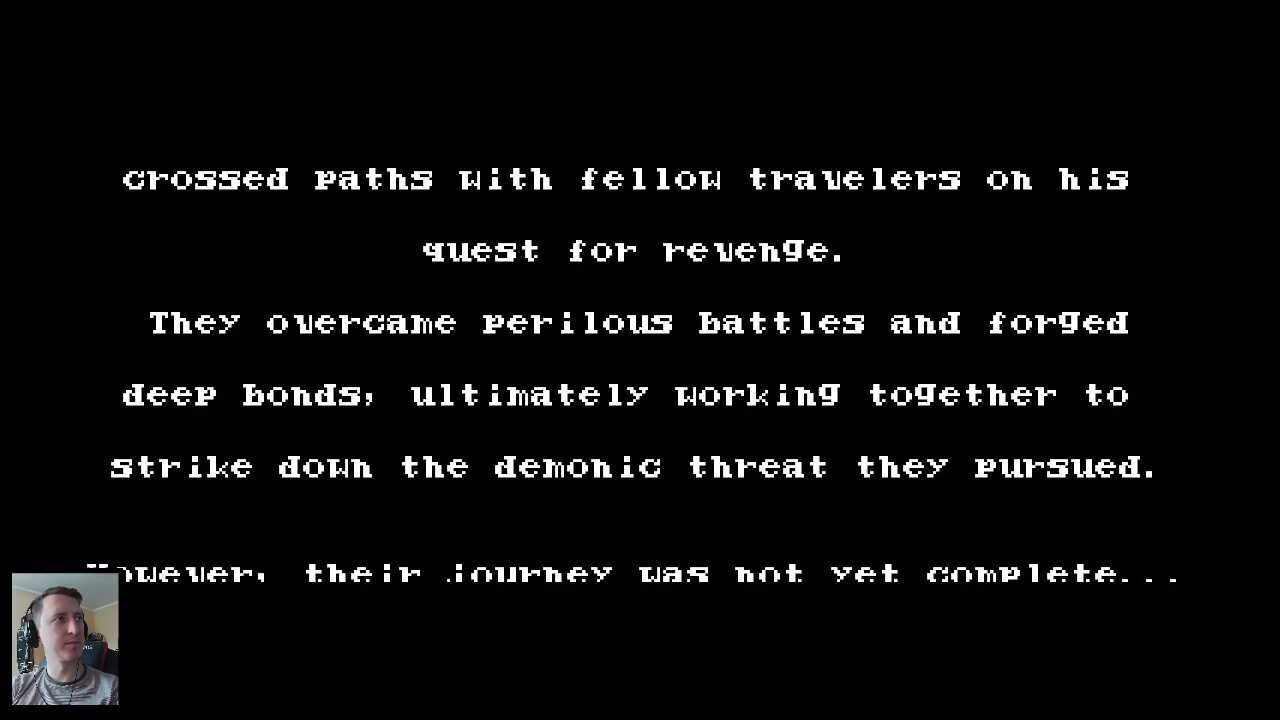 crossed paths with fellow travelers on his
quest for revenge.
They overcame perilous battles and forged
deep bonds, ultimately working together to
strike down the demonic threat they pursued.
However, their journey was not yet complete...